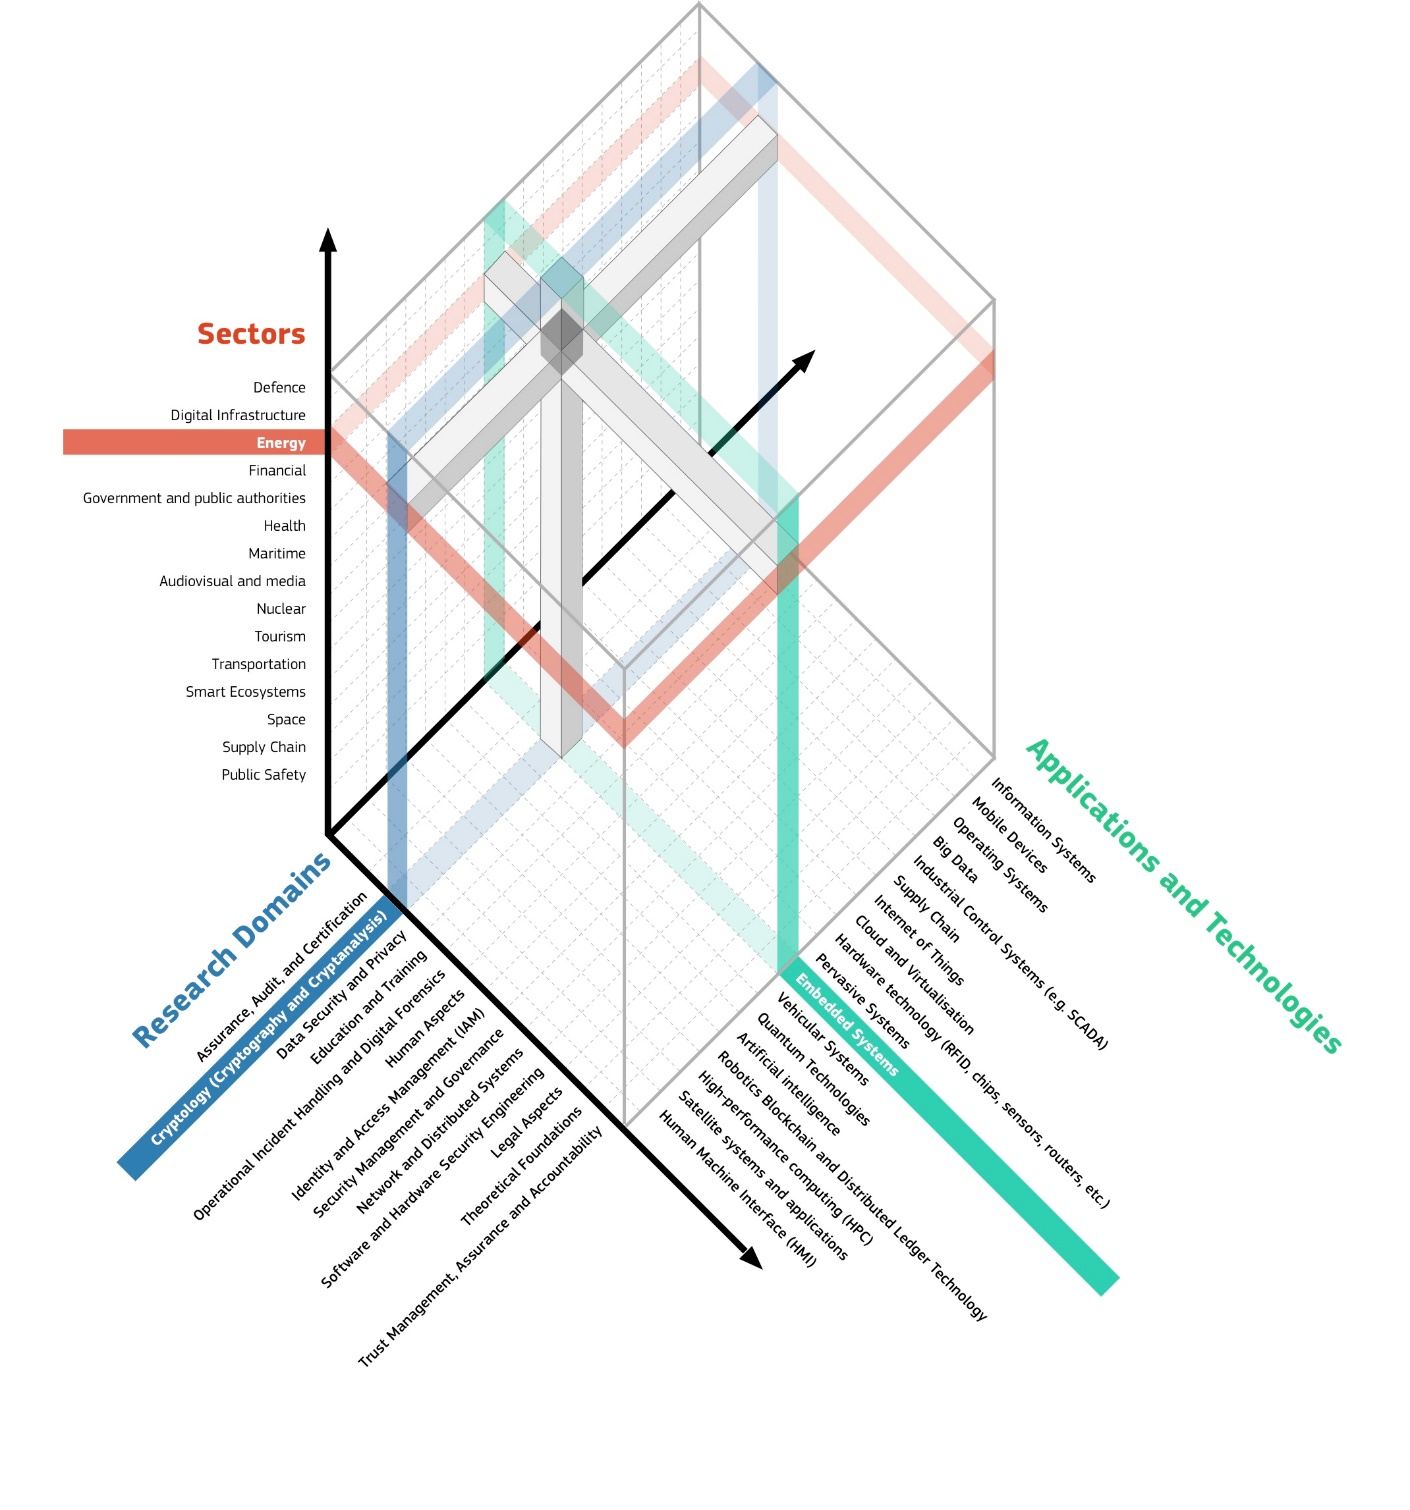 Sectors
Defence
Digital Infrastructure
Energy
Financial
Government and public authorities
Health
Maritime
Audiovisual and media
Nuclear
Tourism
Transportation
Smart Ecosystems
Space
Supply Chain
Public Safety
Research Domains
Assurance, Audit, and Certification
Cryptology (Cryptography and Cryptanalysis)
Data Security and Privacy
Education and Training
Operational Incident Handling and Digital Forensics
Human Aspects
Identity and Access Management (IAM)
Security Management and Governance
Network and Distributed Systems
Software and Hardware Security Engineering
Legal Aspects
Theoretical Foundations
Trust Management, Assurance and Accountability
Applications and Technologies
Information Systems
Mobile Devices
Operating Systems
Big Data
Industrial Control Systems (e.g. SCADA)
Supply Chain
Internet of Things
Cloud and Virtualisation
Hardware technology (RFID, chips, sensors, routers, etc.)
Pervasive Systems
Embedded Systems
Vehicular Systems
Quantum Technologies
Artificial intelligence
Robotics Blockchain and Distributed Ledger Technology
High-performance computing (HPC)
Satellite systems and applications
Human Machine Interface (HMI)